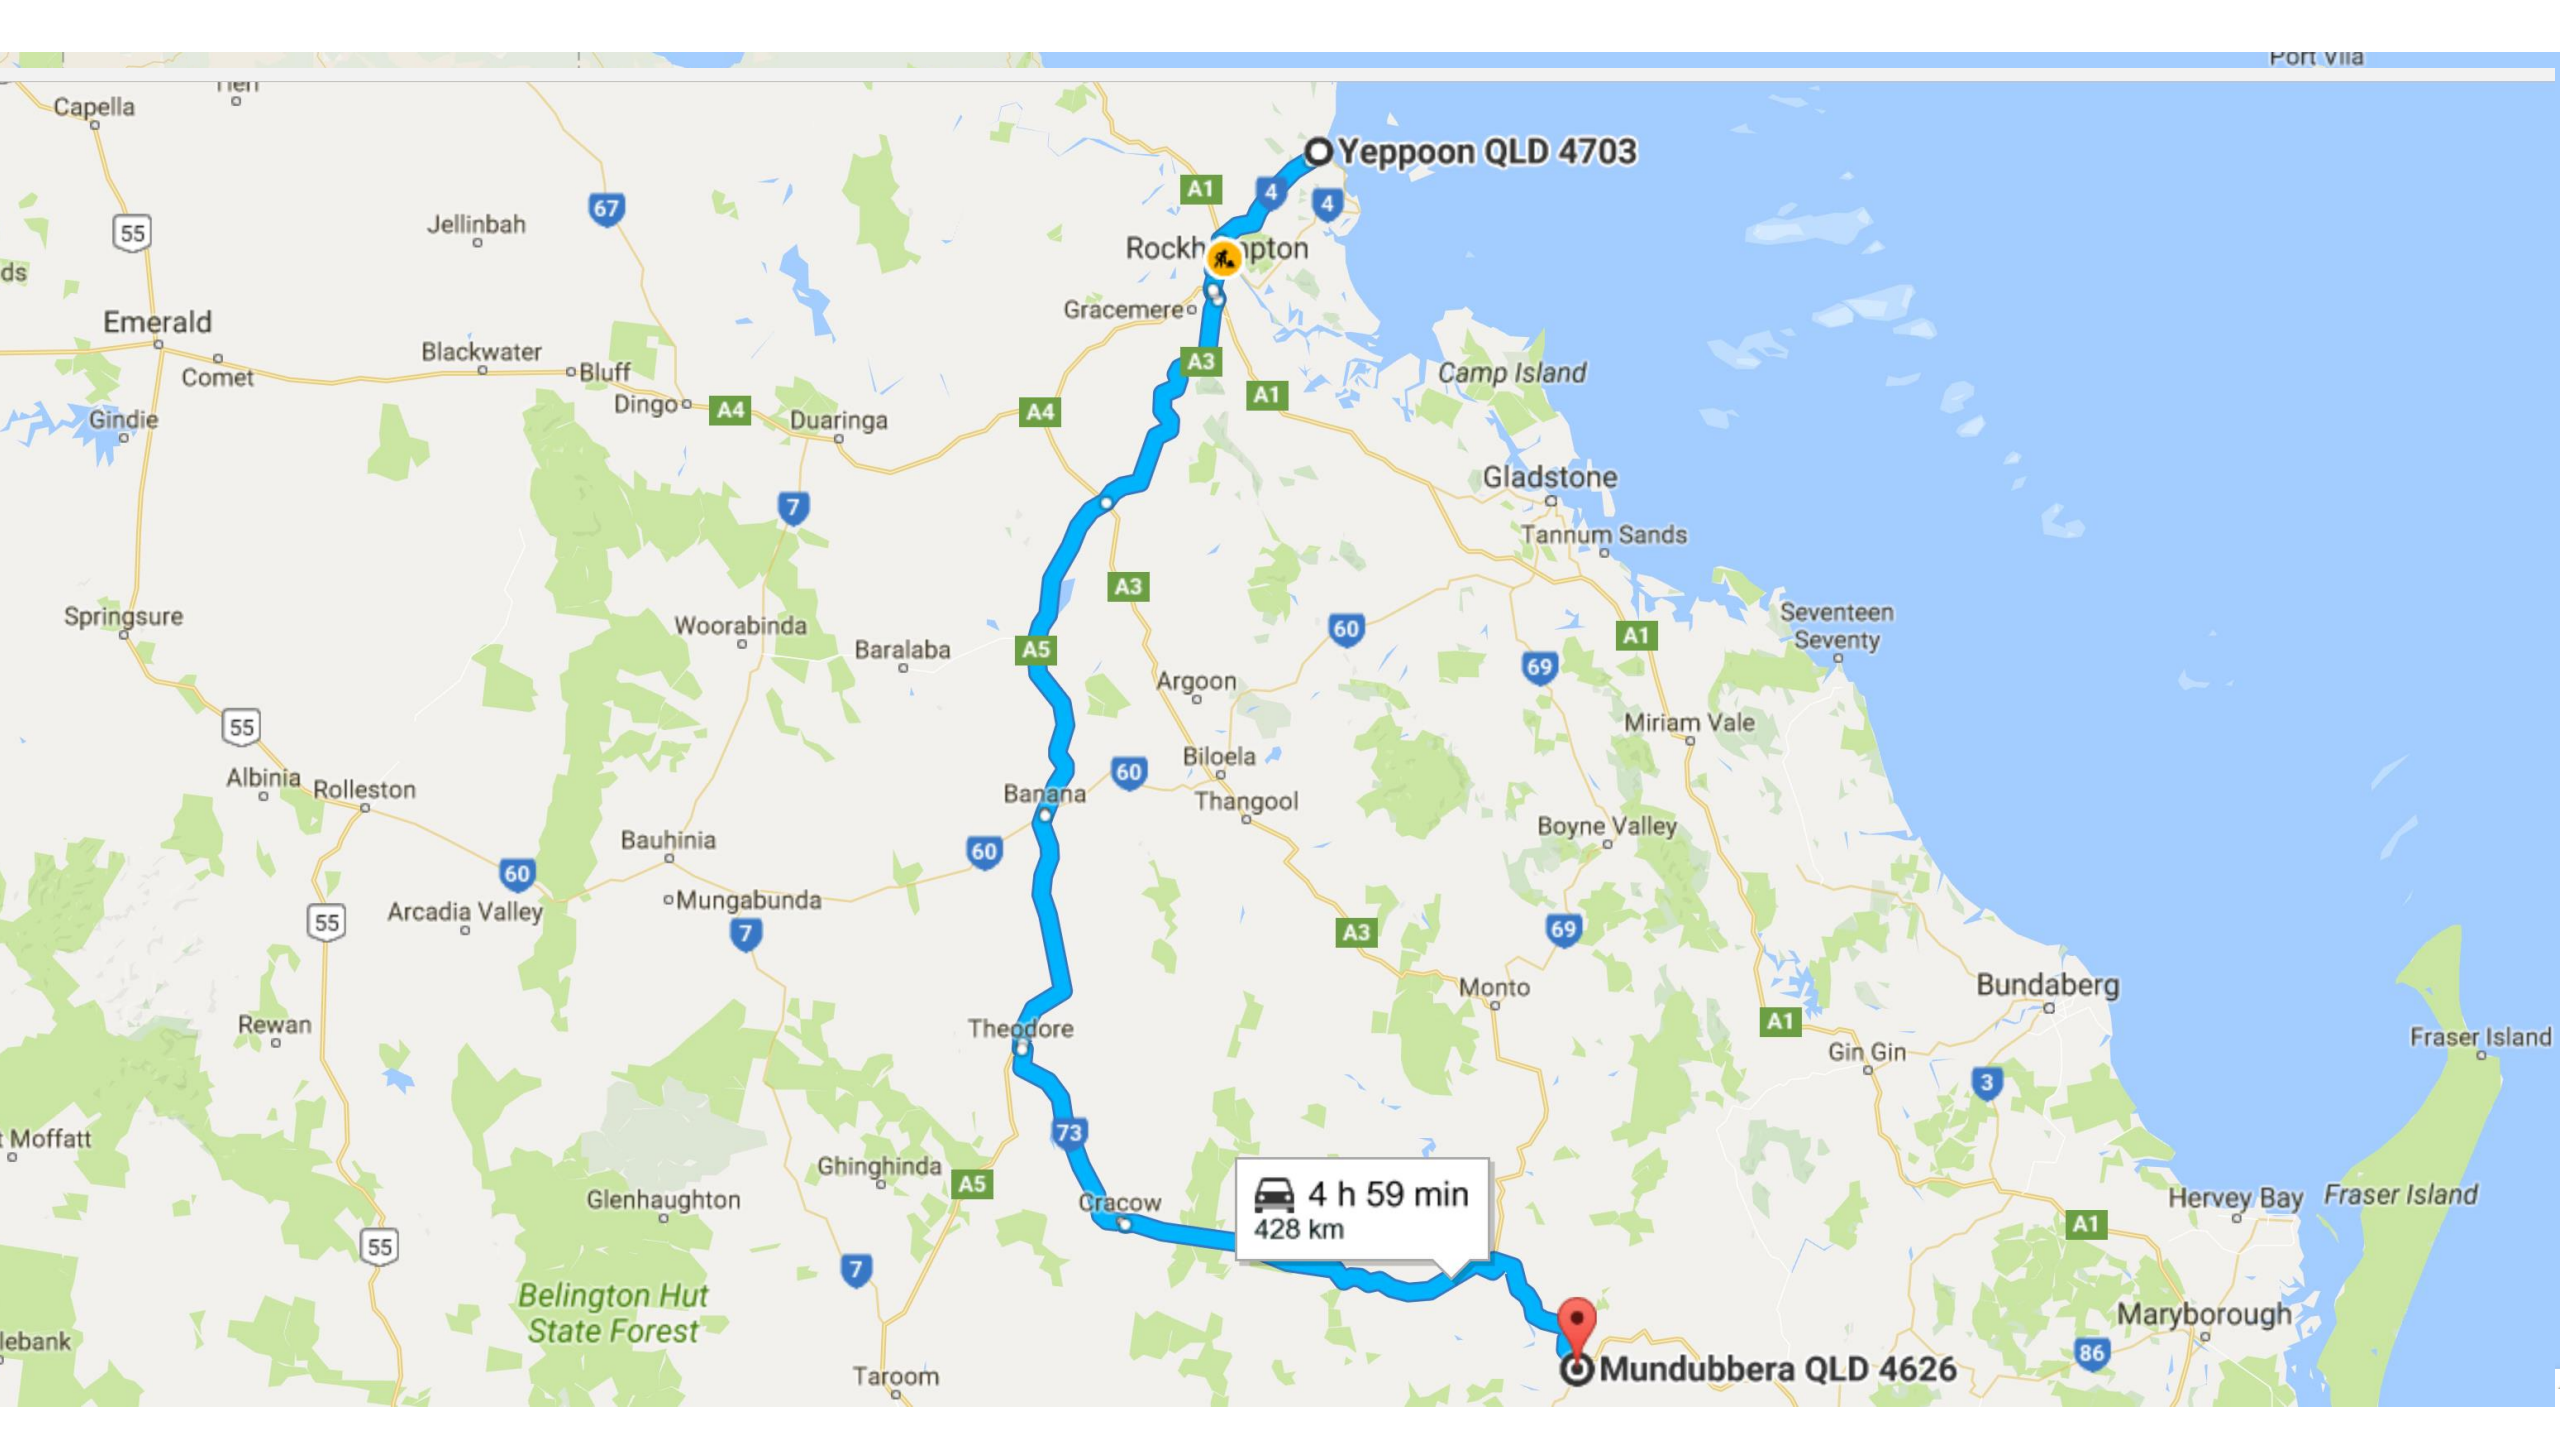 Port Vila
Capella
Yeppoon QLD 4703
A1
4
4
67
Jellinbah
55
Rockh
pton
ds
Gracemere
Emerald
Blackwater
Bluff
Comet
A3
Camp Island
A1
Dingo
A4
Duaringa
A4
Gindie
Gladstone
7
Tannum Sands
A3
Springsure
Woorabinda
Baralaba
A5
60
A1
Seventeen
Seventy
69
Argoon
55
Miriam Vale
Albinia
Rolleston
60
Biloela
Banana
Thangool
Bauhinia
60
Boyne Valley
60
Arcadia Valley
Mungabunda
55
7
A3
69
Monto
Bundaberg
Rewan
Theodore
A1
Gin Gin
Fraser Island
3
73
t Moffatt
Ghinghinda
A5
Glenhaughton
Cracow
4 h 59 min
428 km
Hervey Bay
Fraser Island
A1
55
7
Belington Hut
State Forest
lebank
Maryborough
86
Taroom
Mundubbera QLD 4626